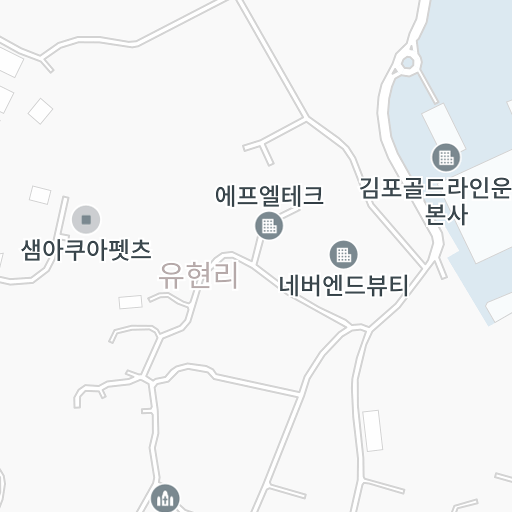 에프엘테크
김포골드라인운
본사
샘아쿠아펫츠
유현리
네버엔드뷰티